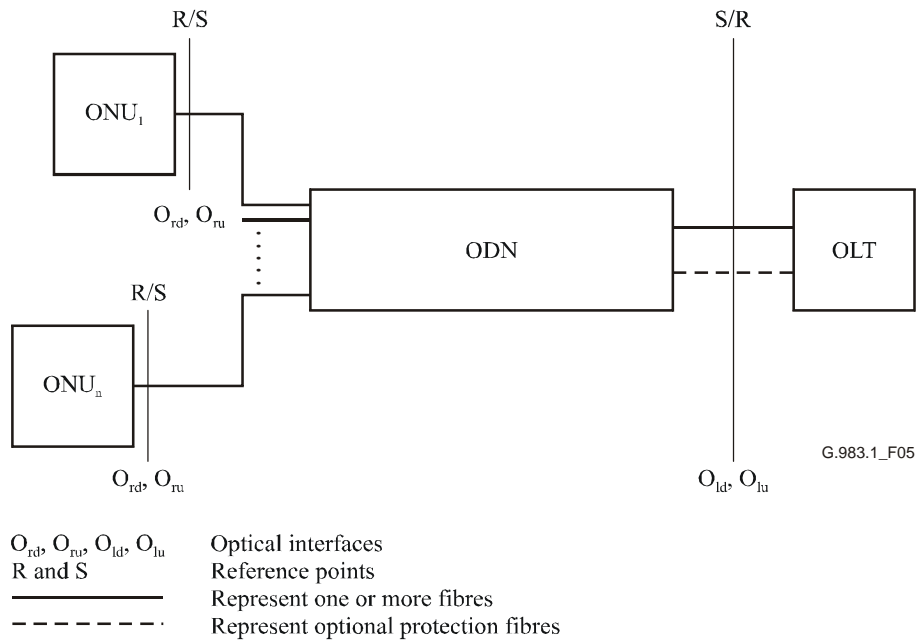 R/S
S/R
ONU₁
Oᵣd, Oᵣᵤ
ODN
OLT
R/S
ONUₙ
G.983.1_F05
Oᵣd, Oᵣᵤ
Old, Olᵤ
Oᵣd, Oᵣᵤ, Old, Olᵤ Optical interfaces
R and S Reference points
Represent one or more fibres
Represent optional protection fibres